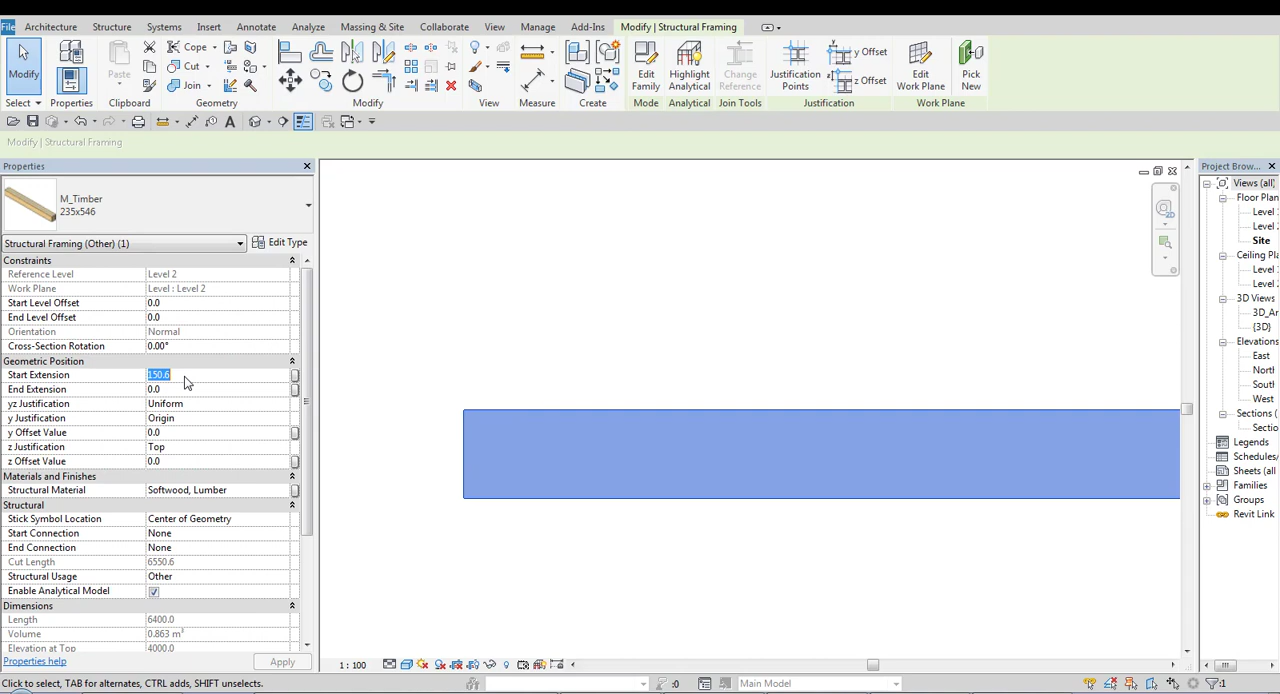 File Architecture Structure Systems Insert Annotate Analyze Massing & Site Collaborate View Manage Add-Ins Modify | Structural Framing
Modify
Select
Properties
Paste
Clipboard
Cope
Cut
Join
Geometry
Modify
View
Measure
Create
Edit
Family
Mode
Highlight
Analytical
Analytical
Change
Reference
Join Tools
Justification
Points
y Offset
z Offset
Justification
Edit
Work Plane
Work Plane
Pick
New
Modify | Structural Framing
Properties
M_Timber
235x546
Structural Framing (Other) (1) Edit Type
Constraints
Reference Level Level 2
Work Plane Level : Level 2
Start Level Offset 0.0
End Level Offset 0.0
Orientation Normal
Cross-Section Rotation 0.00°
Geometric Position
Start Extension 150.6
End Extension 0.0
yz Justification Uniform
y Justification Origin
y Offset Value 0.0
z Justification Top
z Offset Value 0.0
Materials and Finishes
Structural Material Softwood, Lumber
Structural
Stick Symbol Location Center of Geometry
Start Connection None
End Connection None
Cut Length 6550.6
Structural Usage Other
Enable Analytical Model
Dimensions
Length 6400.0
Volume 0.863 m³
Elevation at Top 4000.0
Properties help Apply
1 : 100
Project Brow...
Views (all)
Floor Plan
Level
Level
Site
Ceiling Pla
Level
Level
3D Views
3D_Ar
{3D}
Elevations
East
North
South
West
Sections (
Sectio
Legends
Schedules/
Sheets (all
Families
Groups
Revit Link
Click to select, TAB for alternates, CTRL adds, SHIFT unselects. :0 Main Model :1